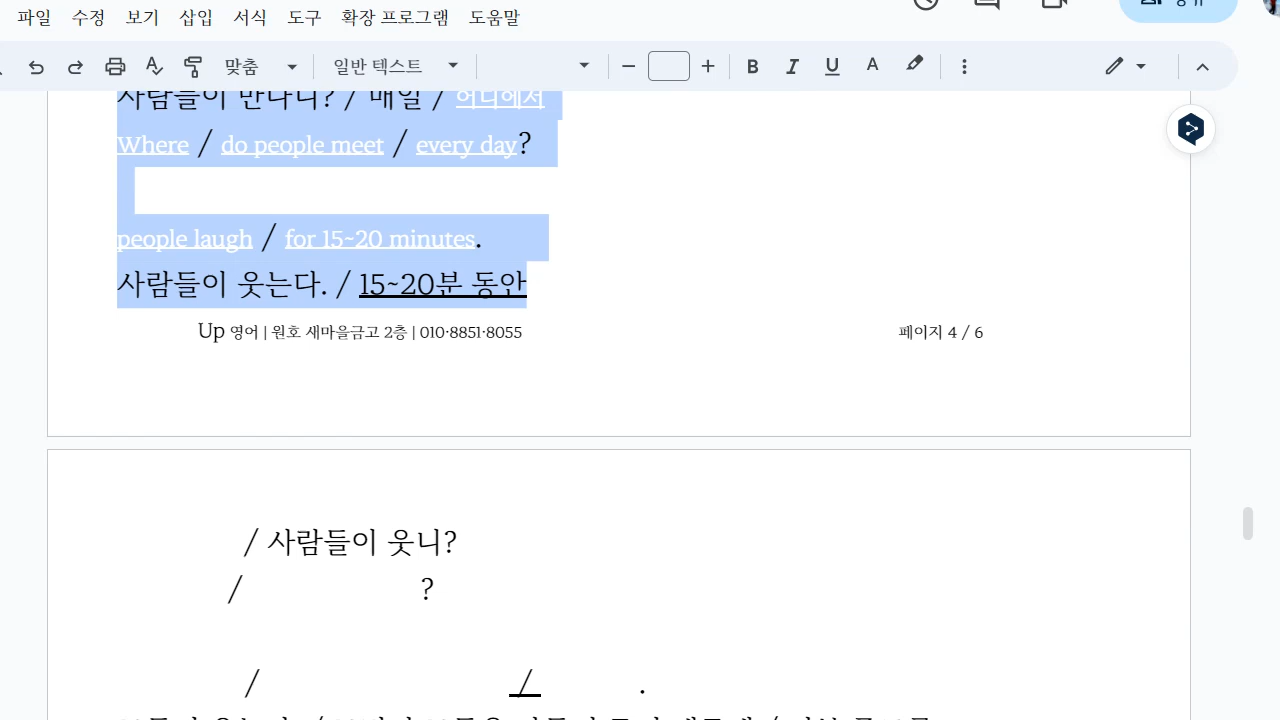 파일 수정 보기 삽입 서식 도구 확장 프로그램 도움말
맞춤 일반 텍스트 B I U A
사람들이 만나니? / 매일 / 어디에서
Where / do people meet / every day?
people laugh / for 15~20 minutes.
사람들이 웃는다. / 15~20분 동안
Up 영어 | 원호 새마을금고 2층 | 010·8851·8055
페이지 4 / 6
/ 사람들이 웃니?
/ ?
/ / .